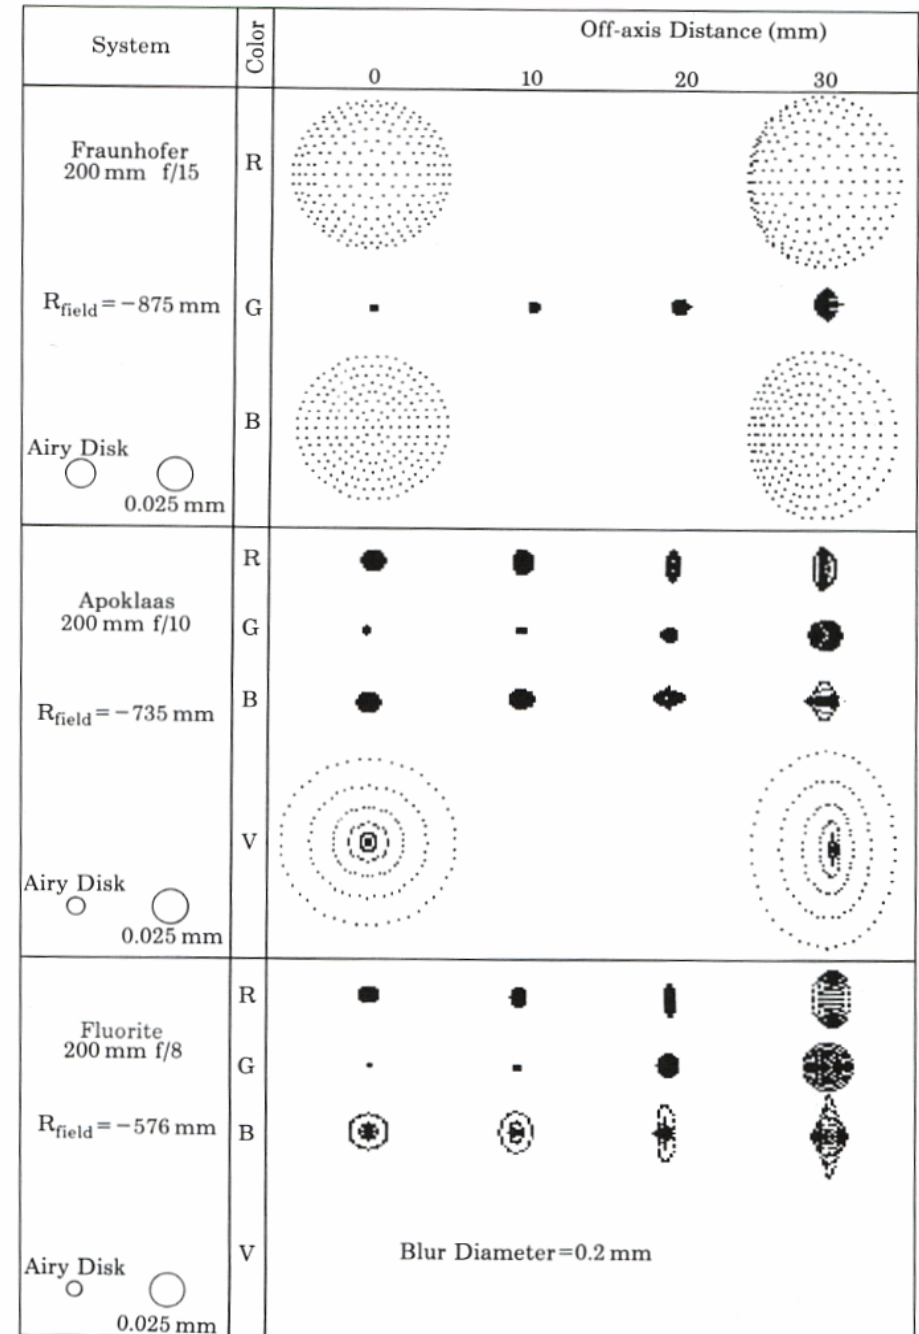 System
Color
Off-axis Distance (mm)
0 10 20 30
Fraunhofer
200 mm f/15
R
R_field = −875 mm
G
B
Airy Disk
0.025 mm
Apoklaas
200 mm f/10
R
G
R_field = −735 mm
B
V
Airy Disk
0.025 mm
Fluorite
200 mm f/8
R
G
R_field = −576 mm
B
V
Blur Diameter=0.2 mm
Airy Disk
0.025 mm